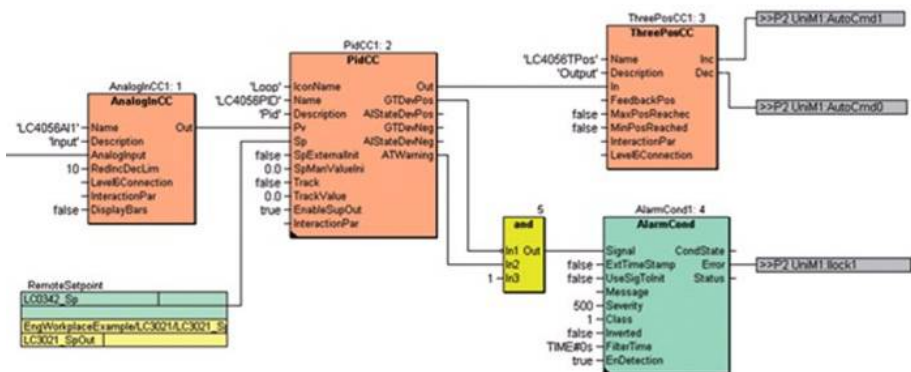 AnalogInCC1: 1
AnalogInCC
'LC4056AI1' Name Out
'Input' Description
AnalogInput
10 RedIncDecLim
Level6Connection
InteractionPar
false DisplayBars
RemoteSetpoint
LC0342_Sp
EngWorkplaceExample/LC3021/LC3021_S
LC3021_SpOut
PidCC1: 2
PidCC
'Loop' IconName Out
'LC4056PID' Name GTDevPos
'Pid' Description AIStateDevPos
Pv GTDevNeg
Sp AIStateDevNeg
false SpExternalInit ATWarning
0.0 SpManValueIni
false Track
0.0 TrackValue
true EnableSupOut
InteractionPar
ThreePosCC1: 3
ThreePosCC
'LC4056TPos' Name Inc
'Output' Description Dec
In
FeedbackPos
false MaxPosReachec
false MinPosReached
InteractionPar
Level6Connection
>>P2 UniM1.AutoCmd1
>>P2 UniM1.AutoCmd0
5
and
In1 Out
In2
1 In3
AlarmCond1: 4
AlarmCond
Signal CondState
false ExtTimeStamp Error
false UseSigToInit Status
Message
500 Severity
1 Class
false Inverted
TIME#0s FilterTime
true EnDetection
>>P2 UniM1.Ilock1